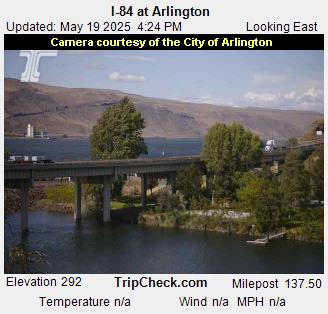 I-84 at Arlington
Updated: May 19 2025  4:24 PM  Looking East
Camera courtesy of the City of Arlington
Elevation 292  TripCheck.com  Milepost 137.50
Temperature n/a  Wind n/a  MPH n/a